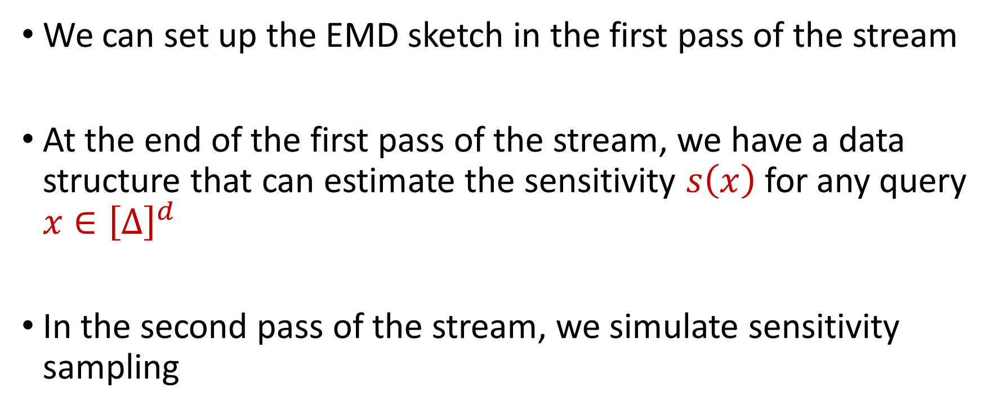 • We can set up the EMD sketch in the first pass of the stream
• At the end of the first pass of the stream, we have a data
structure that can estimate the sensitivity s(x) for any query
x ∈ [Δ]^d
• In the second pass of the stream, we simulate sensitivity
sampling